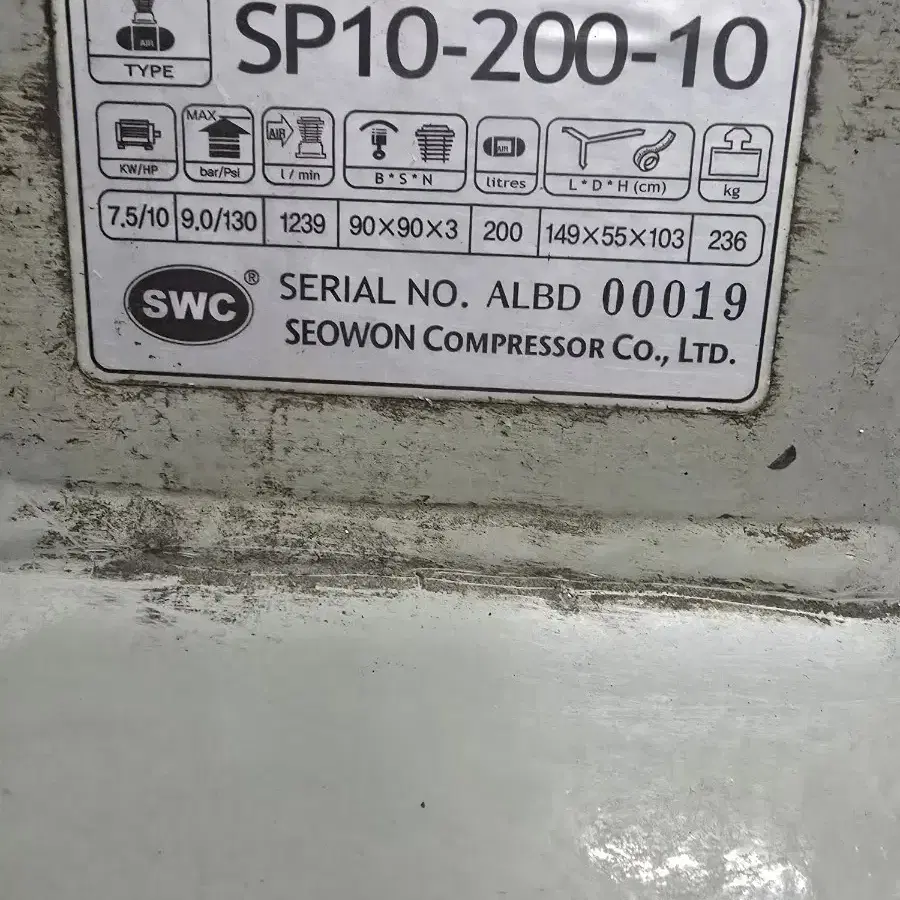 SP10-200-10
AIR
TYPE
MAX
AIR
AIR
KW/HP bar/Psi l/min B*S*N litres L*D*H (cm) kg
7.5/10 9.0/130 1239 90×90×3 200 149×55×103 236
SWC® SERIAL NO. ALBD 00019
SEOWON COMPRESSOR CO., LTD.